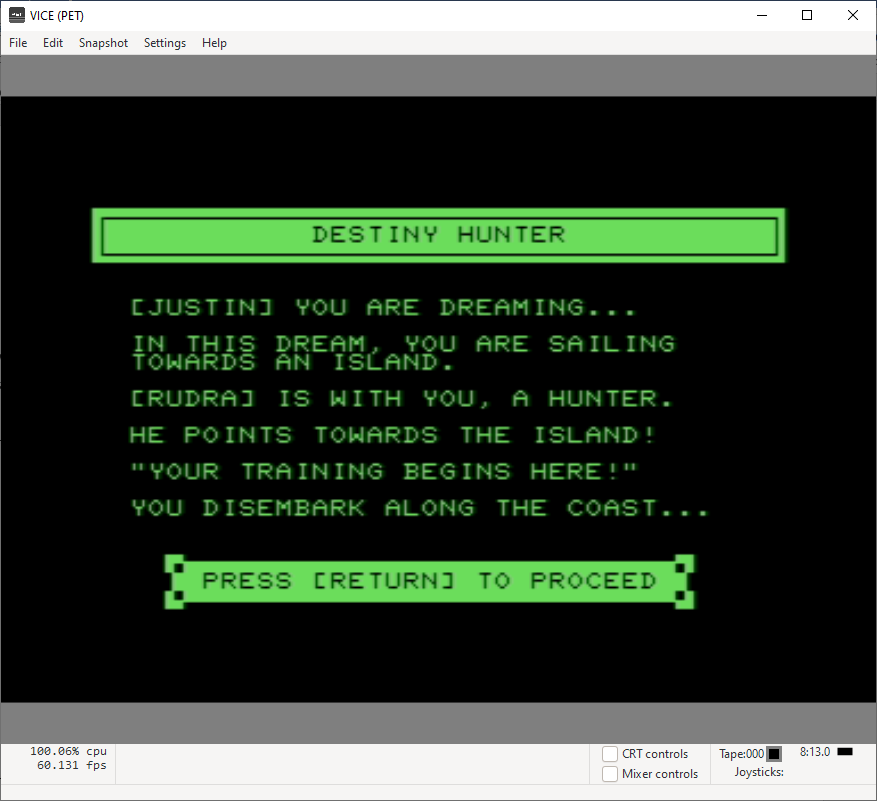 VICE (PET)
File Edit Snapshot Settings Help
DESTINY HUNTER
[JUSTIN] YOU ARE DREAMING...
IN THIS DREAM, YOU ARE SAILING
TOWARDS AN ISLAND.
[RUDRA] IS WITH YOU, A HUNTER.
HE POINTS TOWARDS THE ISLAND!
"YOUR TRAINING BEGINS HERE!"
YOU DISEMBARK ALONG THE COAST...
PRESS [RETURN] TO PROCEED
100.06% cpu
60.131 fps
CRT controls
Mixer controls
Tape:000
Joysticks:
8:13.0